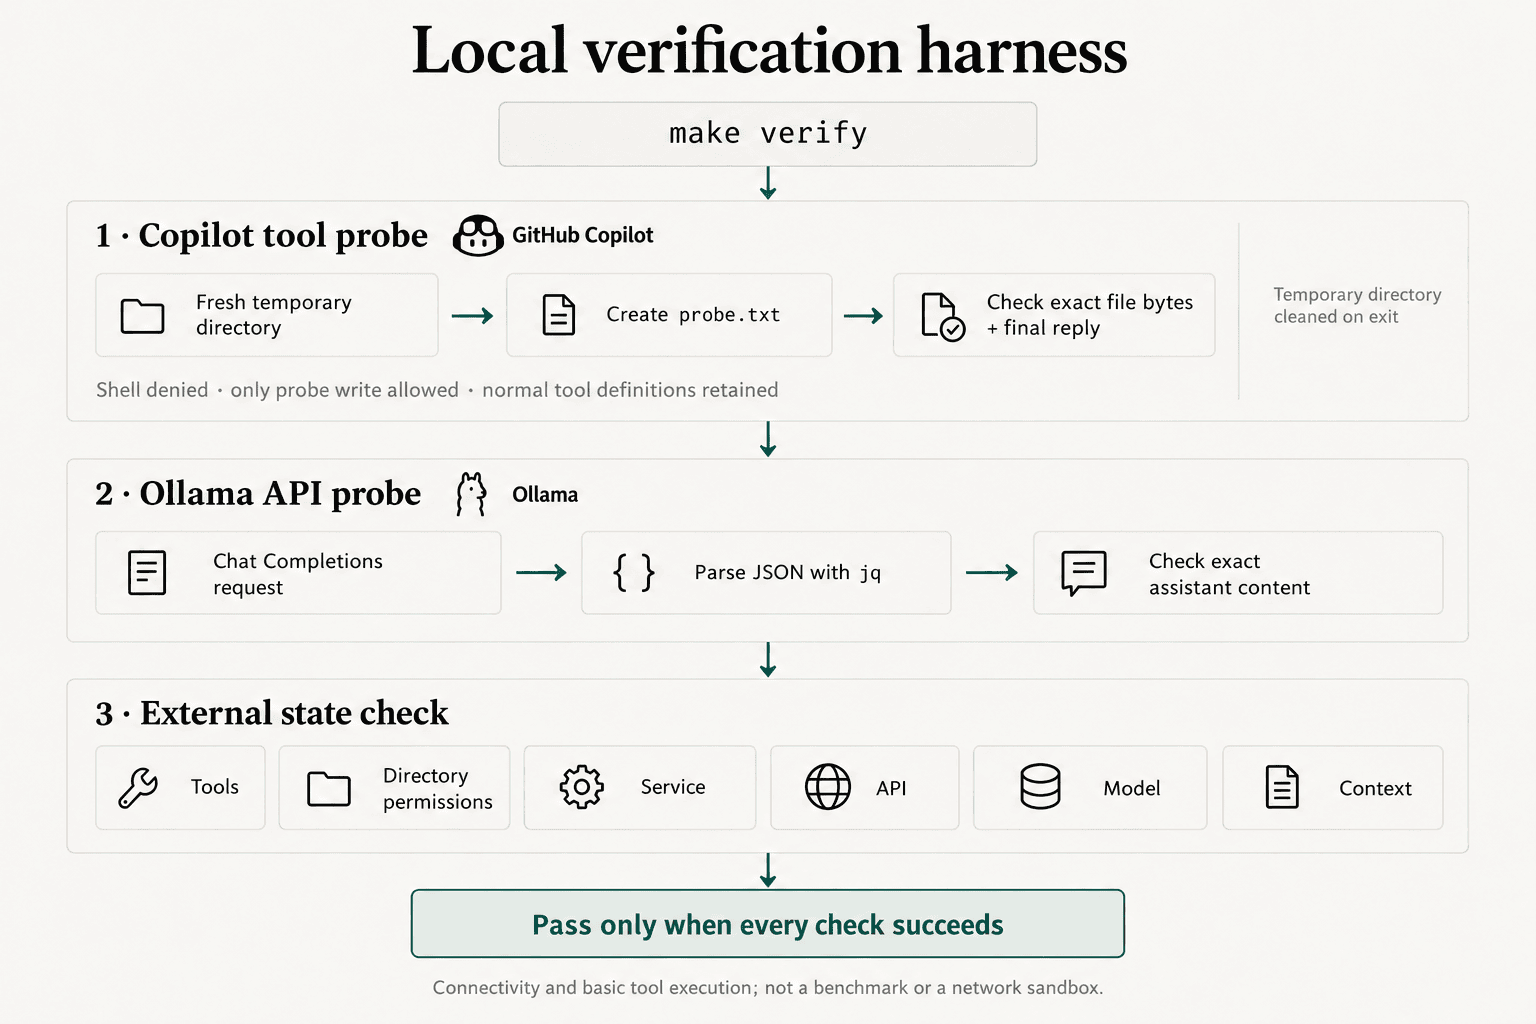 Local verification harness
make verify
1 · Copilot tool probe
GitHub Copilot
Fresh temporary
directory
Create probe.txt
Check exact file bytes
+ final reply
Temporary directory
cleaned on exit
Shell denied · only probe write allowed · normal tool definitions retained
2 · Ollama API probe
Ollama
Chat Completions
request
{ }
Parse JSON with jq
Check exact
assistant content
3 · External state check
Tools
Directory
permissions
Service
API
Model
Context
Pass only when every check succeeds
Connectivity and basic tool execution; not a benchmark or a network sandbox.